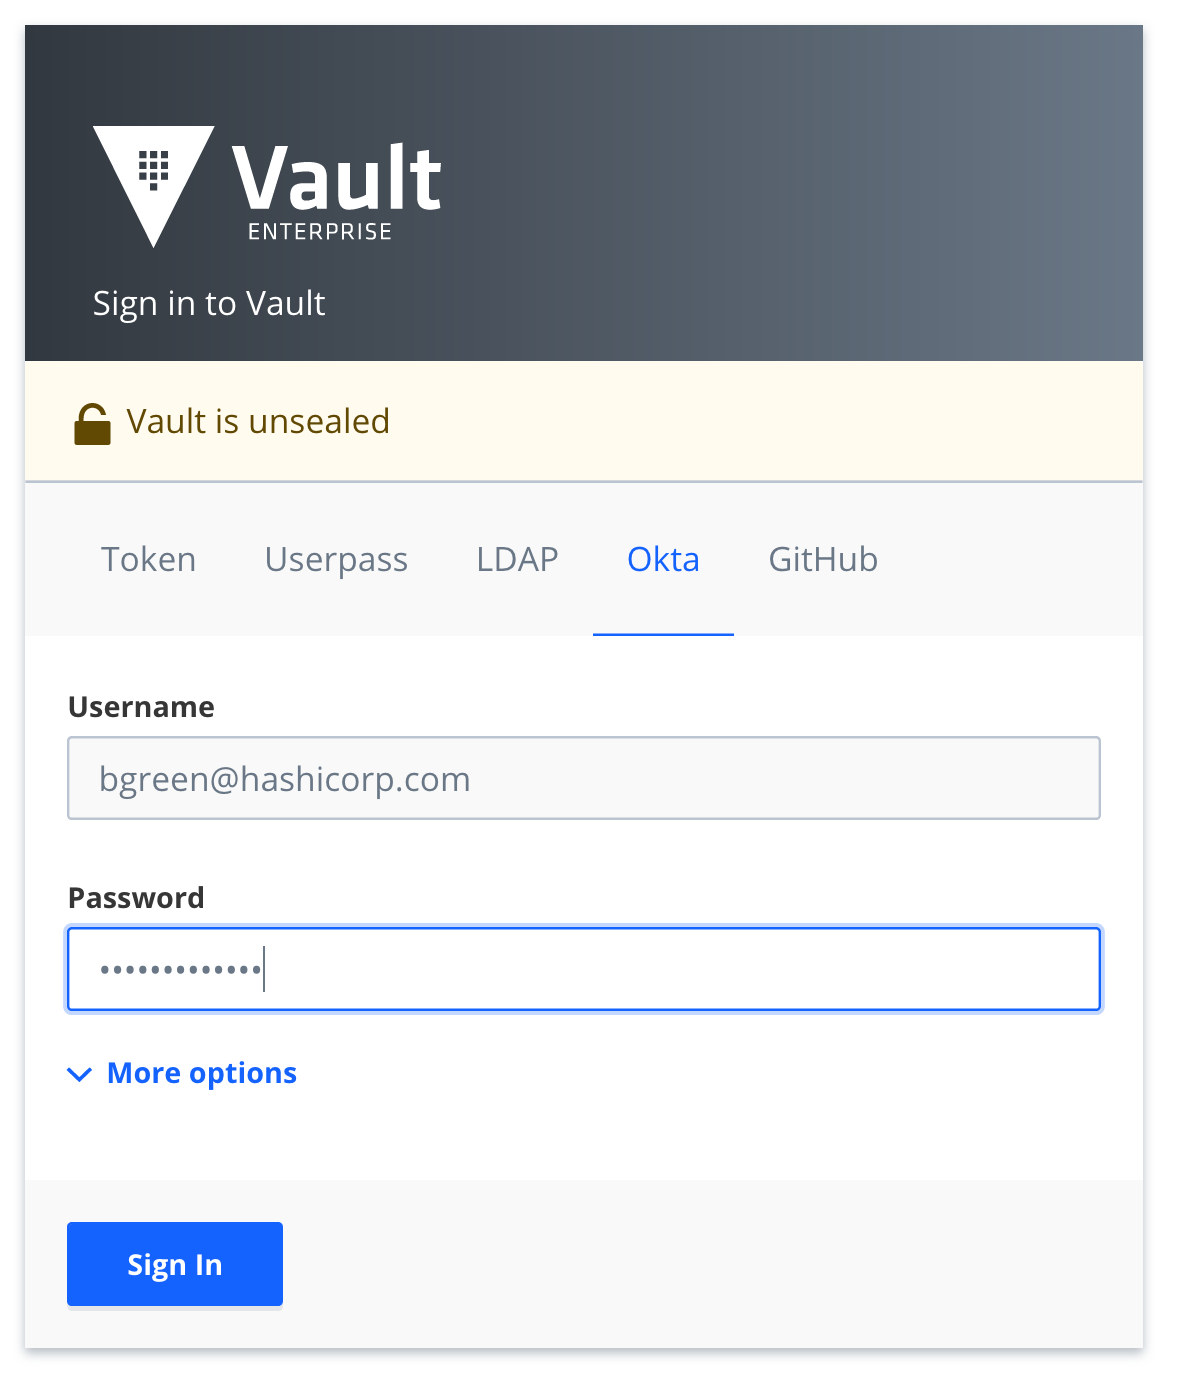 Vault
ENTERPRISE
Sign in to Vault
Vault is unsealed
Token Userpass LDAP Okta GitHub
Username
bgreen@hashicorp.com
Password
•••••••••••••
More options
Sign In